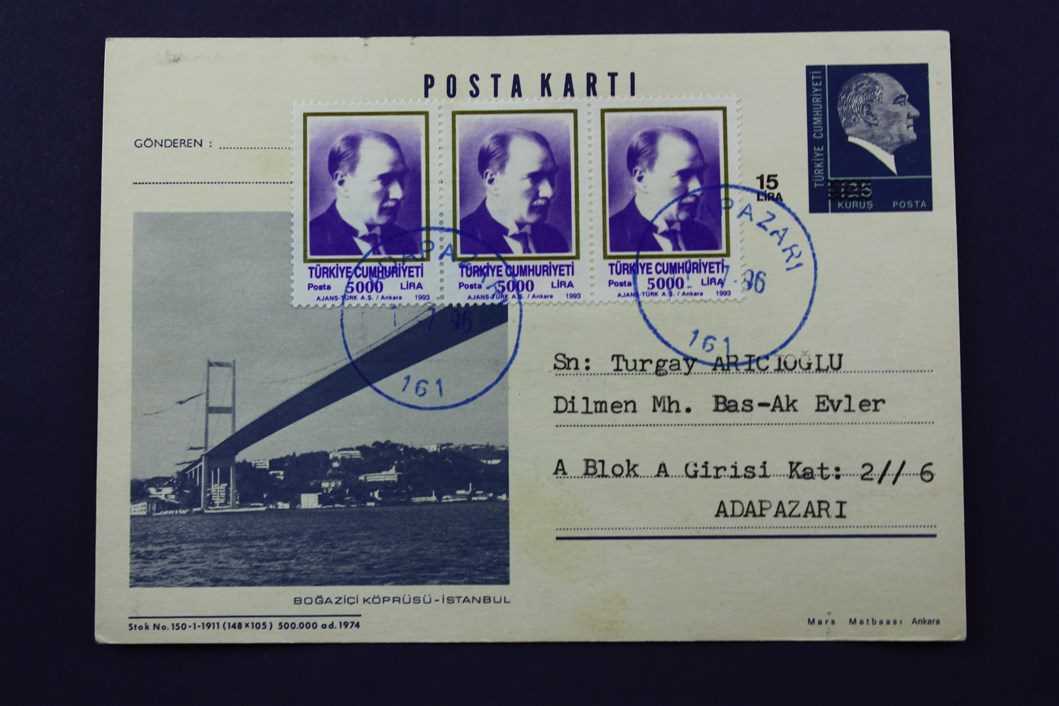 POSTA KARTI
GÖNDEREN :
TÜRKİYE CUMHURİYETİ
KURUŞ POSTA
15
LİRA
TÜRKİYE CUMHURİYETİ
Posta 5000 LİRA
AJANS-TÜRK A.Ş. / Ankara 1993
TÜRKİYE CUMHURİYETİ
Posta 5000 LİRA
AJANS-TÜRK A.Ş. / Ankara 1993
TÜRKİYE CUMHURİYETİ
Posta 5000 LİRA
AJANS-TÜRK A.Ş. / Ankara 1993
161
161
Sn: Turgay ARICIOĞLU
Dilmen Mh. Bas-Ak Evler
A Blok A Girisi Kat: 2// 6
ADAPAZARI
BOĞAZİÇİ KÖPRÜSÜ-İSTANBUL
Stok No. 150-1-1911 (148×105) 500.000 ad. 1974
Mars Matbaası Ankara